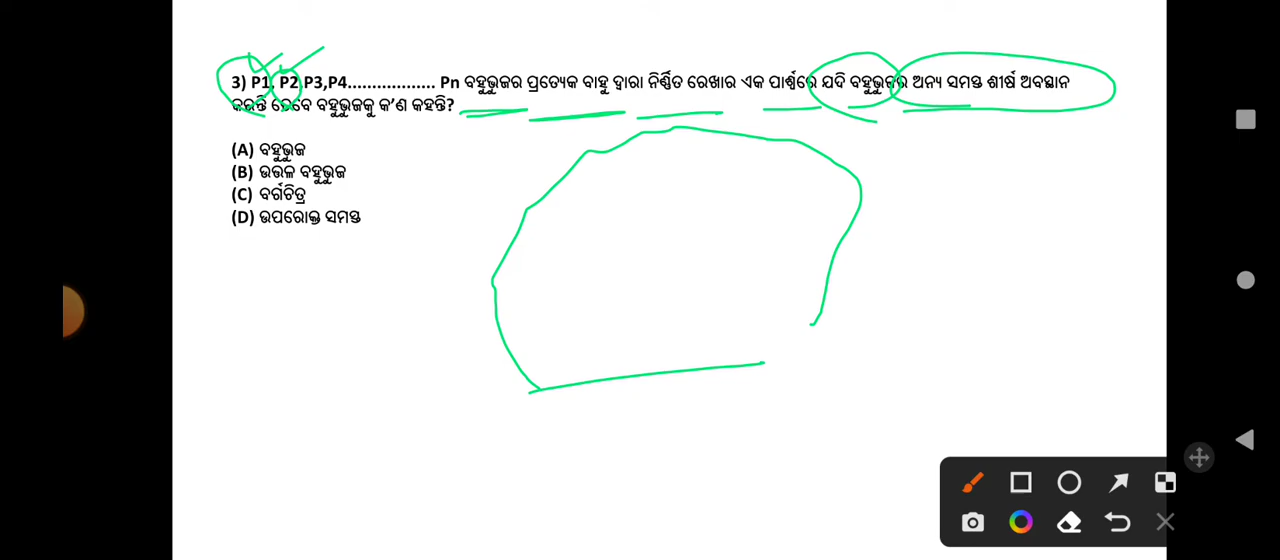 3) P1, P2,P3,P4................... Pn ବହୁଭୁଜର ପ୍ରତ୍ୟେକ ବାହୁ ଦ୍ୱାରା ନିର୍ଣ୍ଣିତ ରେଖାର ଏକ ପାର୍ଶ୍ୱରେ ଯଦି ବହୁଭୁଜର ଅନ୍ୟ ସମସ୍ତ ଶୀର୍ଷ ଅବସ୍ଥାନ
କରନ୍ତି ତେବେ ବହୁଭୁଜକୁ କ'ଣ କହନ୍ତି?
(A) ବହୁଭୁଜ
(B) ଉତ୍ତଳ ବହୁଭୁଜ
(C) ବର୍ଗଚିତ୍ର
(D) ଉପରୋକ୍ତ ସମସ୍ତ